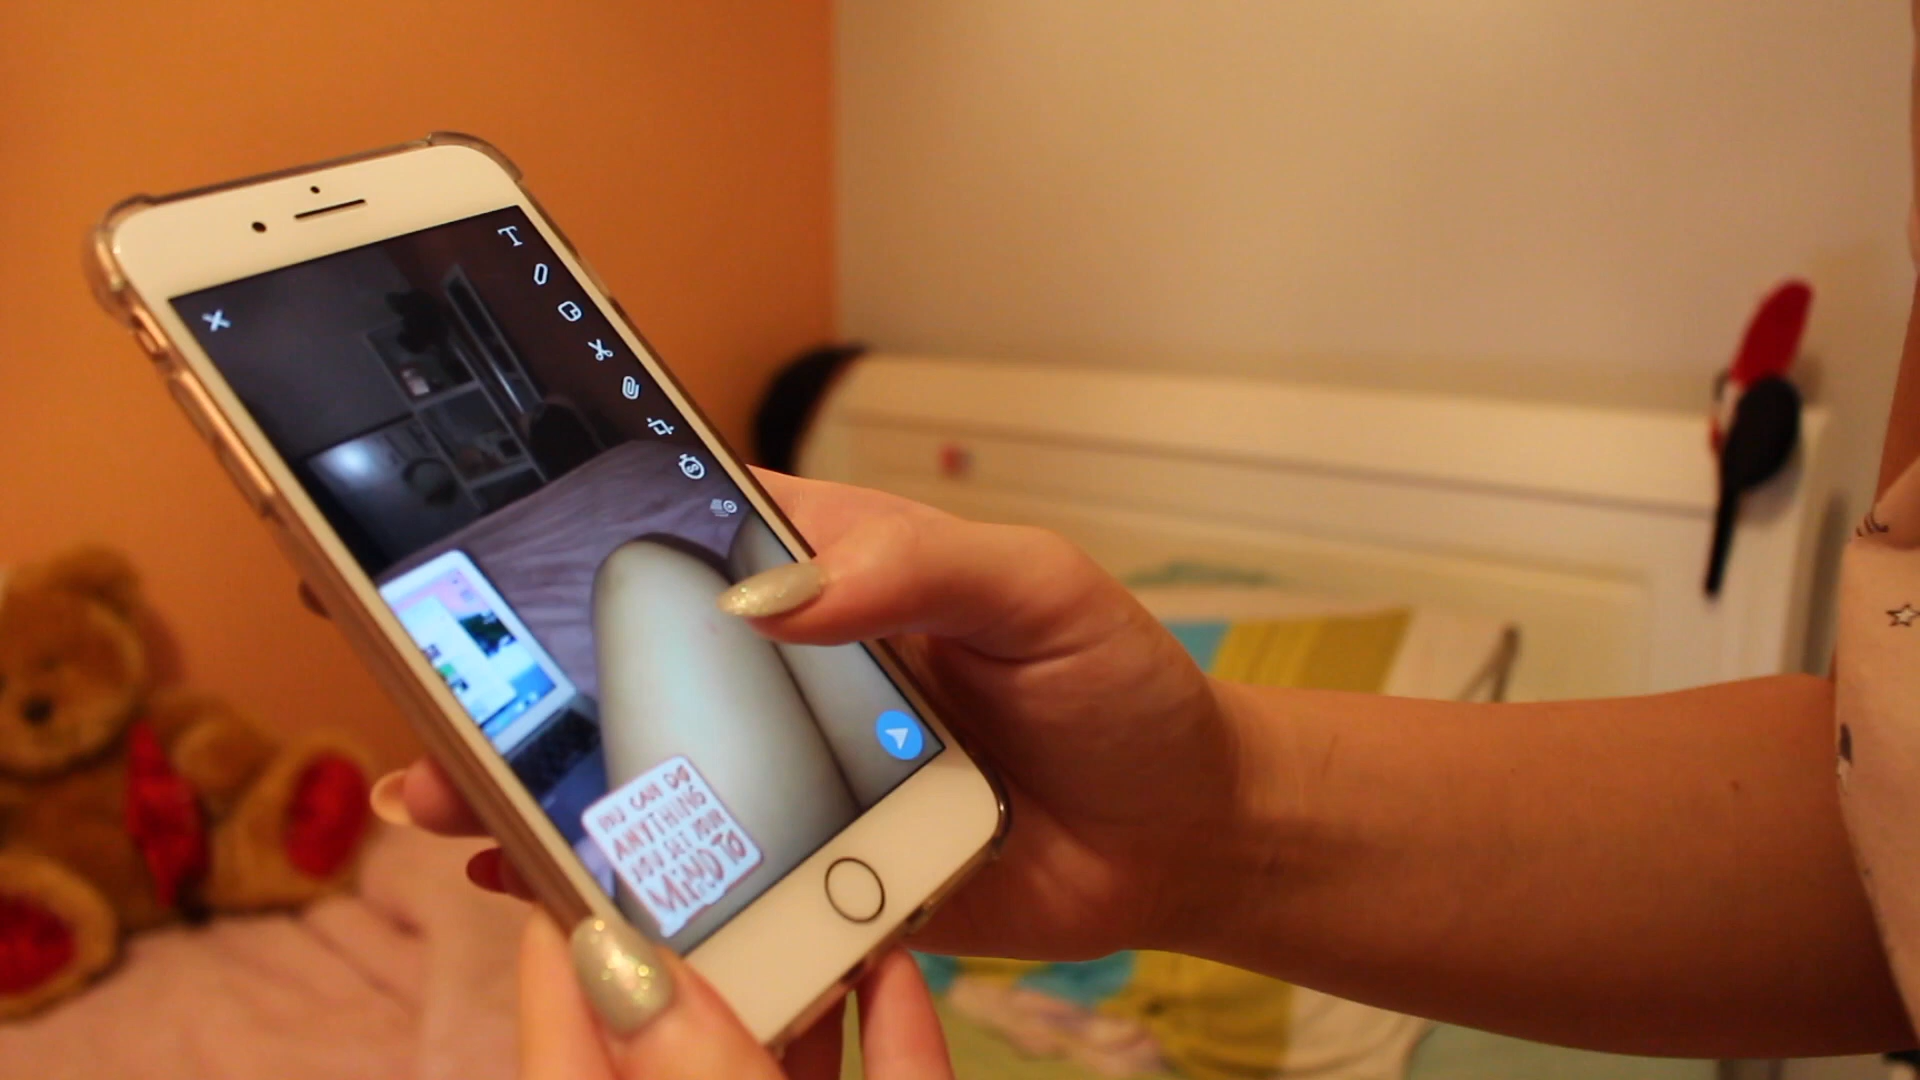 T
YOU CAN DO
ANYTHING
YOU SET YOUR
MIND TO